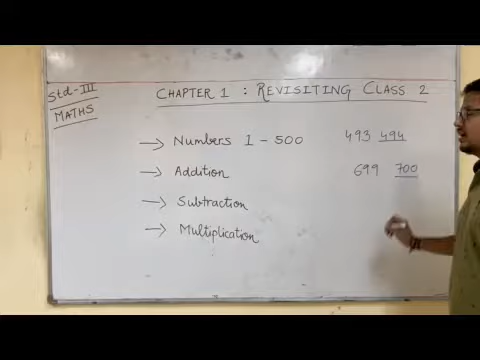 Std-III
MATHS
CHAPTER 1 : REVISITING CLASS 2
→ Numbers 1 - 500 493 494
→ Addition 699 700
→ Subtraction
→ Multiplication